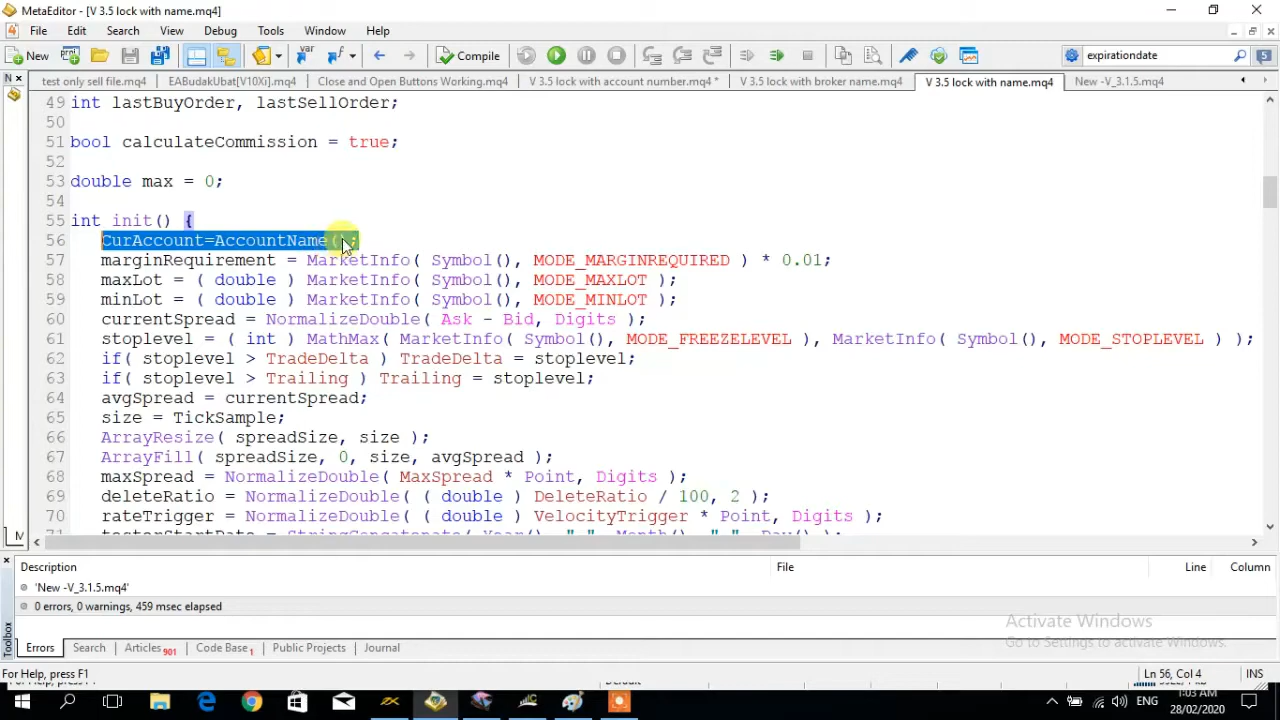 MetaEditor - [V 3.5 lock with name.mq4]
File Edit Search View Debug Tools Window Help
New Compile expirationdate 5
test only sell file.mq4 EABudakUbat[V10Xi].mq4 Close and Open Buttons Working.mq4 V 3.5 lock with account number.mq4 * V 3.5 lock with broker name.mq4 V 3.5 lock with name.mq4 New -V_3.1.5.mq4
49 int lastBuyOrder, lastSellOrder;
50
51 bool calculateCommission = true;
52
53 double max = 0;
54
55 int init() {
56 CurAccount=AccountName();
57 marginRequirement = MarketInfo( Symbol(), MODE_MARGINREQUIRED ) * 0.01;
58 maxLot = ( double ) MarketInfo( Symbol(), MODE_MAXLOT );
59 minLot = ( double ) MarketInfo( Symbol(), MODE_MINLOT );
60 currentSpread = NormalizeDouble( Ask - Bid, Digits );
61 stoplevel = ( int ) MathMax( MarketInfo( Symbol(), MODE_FREEZELEVEL ), MarketInfo( Symbol(), MODE_STOPLEVEL ) );
62 if( stoplevel > TradeDelta ) TradeDelta = stoplevel;
63 if( stoplevel > Trailing ) Trailing = stoplevel;
64 avgSpread = currentSpread;
65 size = TickSample;
66 ArrayResize( spreadSize, size );
67 ArrayFill( spreadSize, 0, size, avgSpread );
68 maxSpread = NormalizeDouble( MaxSpread * Point, Digits );
69 deleteRatio = NormalizeDouble( ( double ) DeleteRatio / 100, 2 );
70 rateTrigger = NormalizeDouble( ( double ) VelocityTrigger * Point, Digits );
Description File Line Column
'New -V_3.1.5.mq4'
0 errors, 0 warnings, 459 msec elapsed
Activate Windows
Go to Settings to activate Windows.
Toolbox
Errors Search Articles 901 Code Base 1 Public Projects Journal
For Help, press F1 Ln 56, Col 4 INS
ENG 1:03 AM
28/02/2020